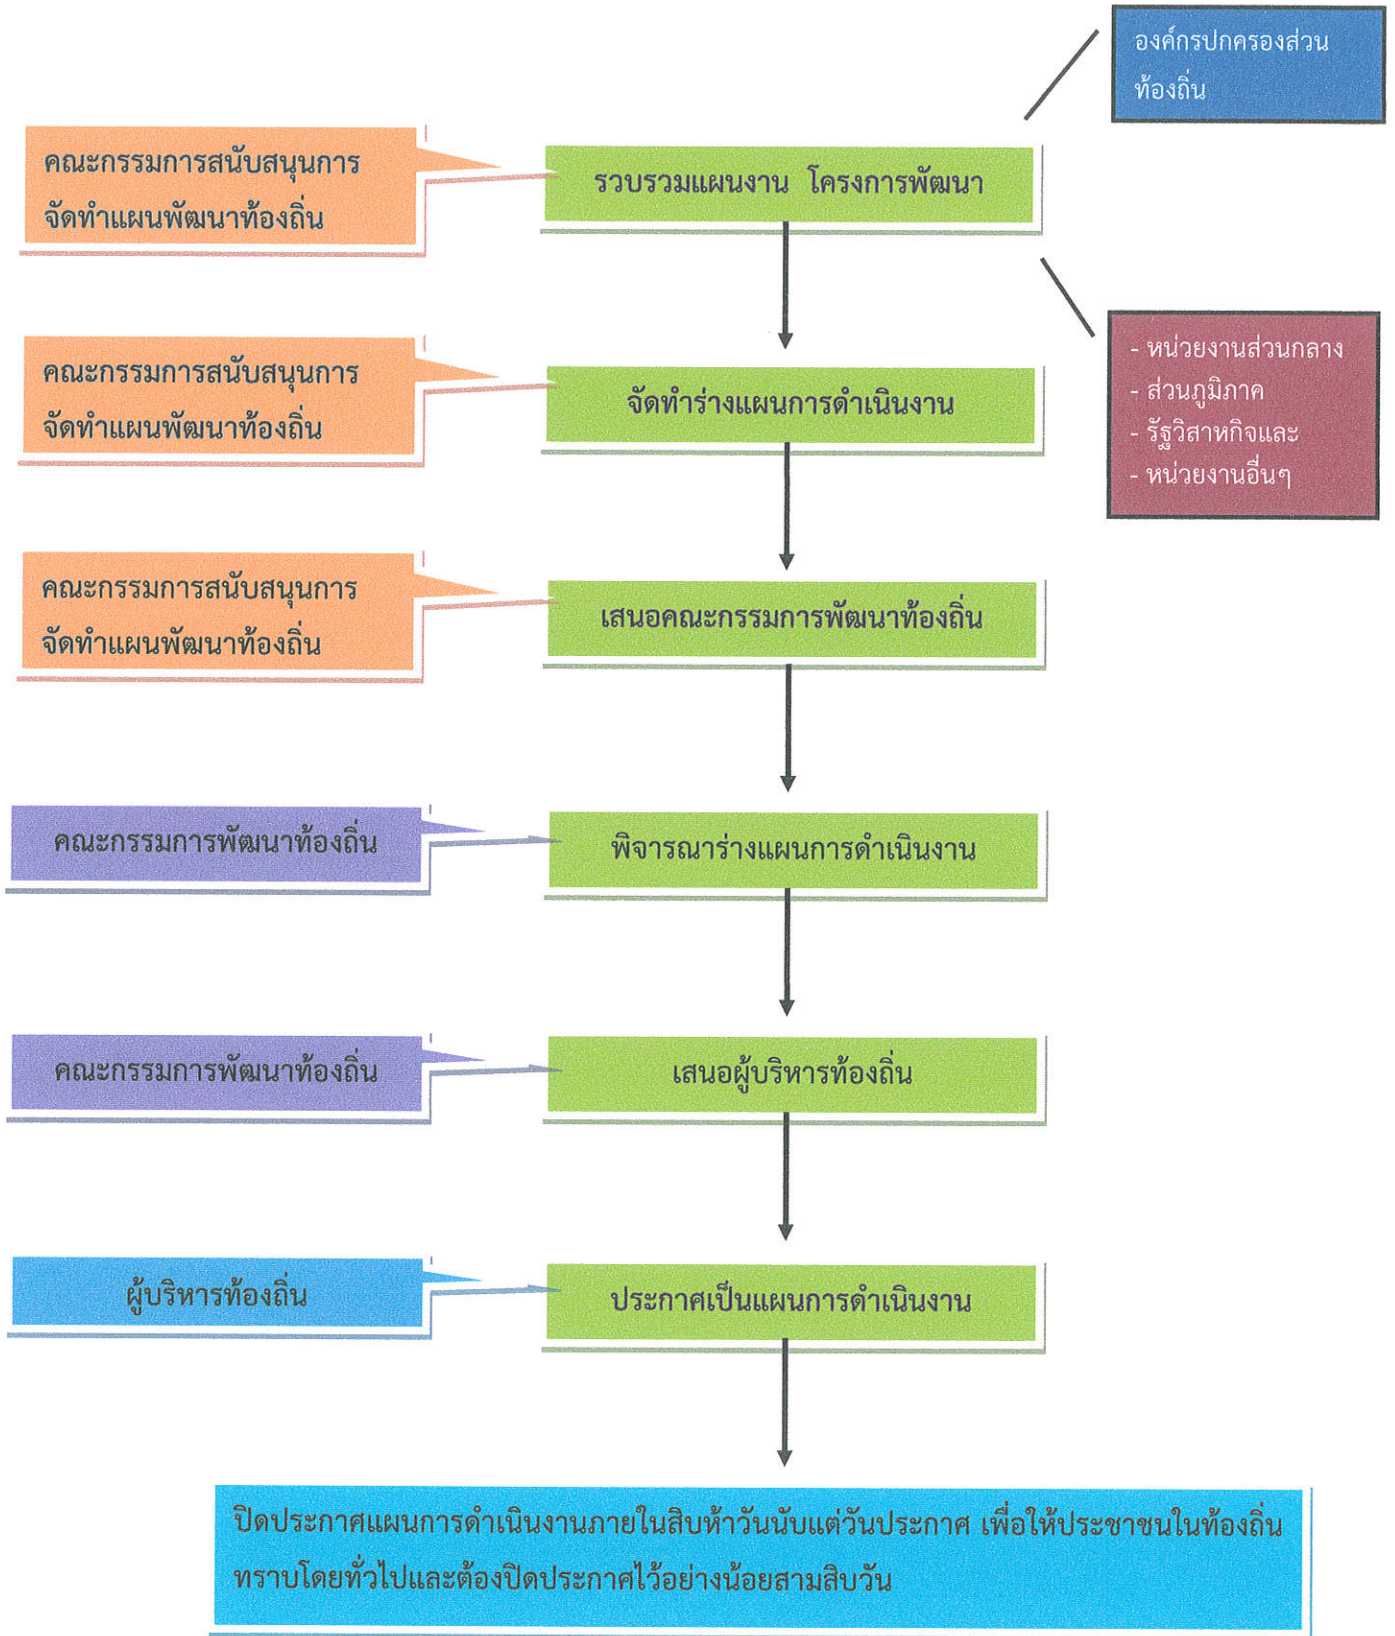 องค์กรปกครองส่วน
ท้องถิ่น
คณะกรรมการสนับสนุนการ
จัดทำแผนพัฒนาท้องถิ่น
รวบรวมแผนงาน โครงการพัฒนา
- หน่วยงานส่วนกลาง
- ส่วนภูมิภาค
- รัฐวิสาหกิจและ
- หน่วยงานอื่นๆ
คณะกรรมการสนับสนุนการ
จัดทำแผนพัฒนาท้องถิ่น
จัดทำร่างแผนการดำเนินงาน
คณะกรรมการสนับสนุนการ
จัดทำแผนพัฒนาท้องถิ่น
เสนอคณะกรรมการพัฒนาท้องถิ่น
คณะกรรมการพัฒนาท้องถิ่น
พิจารณาร่างแผนการดำเนินงาน
คณะกรรมการพัฒนาท้องถิ่น
เสนอผู้บริหารท้องถิ่น
ผู้บริหารท้องถิ่น
ประกาศเป็นแผนการดำเนินงาน
ปิดประกาศแผนการดำเนินงานภายในสิบห้าวันนับแต่วันประกาศ เพื่อให้ประชาชนในท้องถิ่น
ทราบโดยทั่วไปและต้องปิดประกาศไว้อย่างน้อยสามสิบวัน